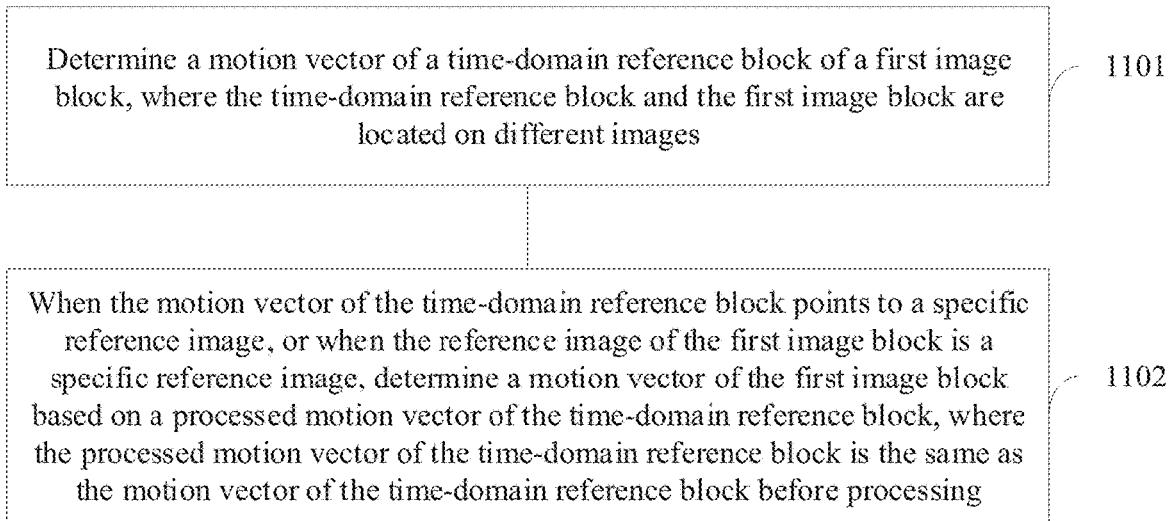 Determine a motion vector of a time-domain reference block of a first image
block, where the time-domain reference block and the first image block are
located on different images
1101
When the motion vector of the time-domain reference block points to a specific
reference image, or when the reference image of the first image block is a
specific reference image, determine a motion vector of the first image block
based on a processed motion vector of the time-domain reference block, where
the processed motion vector of the time-domain reference block is the same as
the motion vector of the time-domain reference block before processing
1102